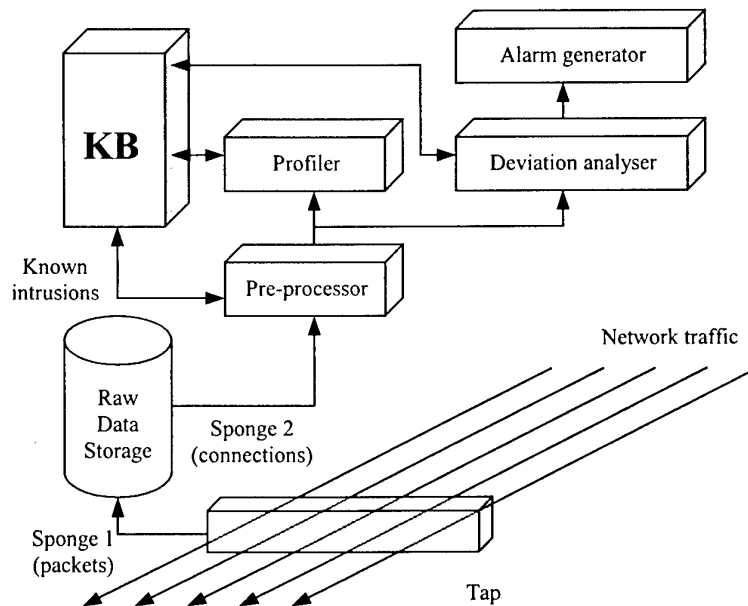 Alarm generator
KB
Profiler
Deviation analyser
Known
intrusions
Pre-processor
Network traffic
Raw
Data
Storage
Sponge 2
(connections)
Sponge 1
(packets)
Tap